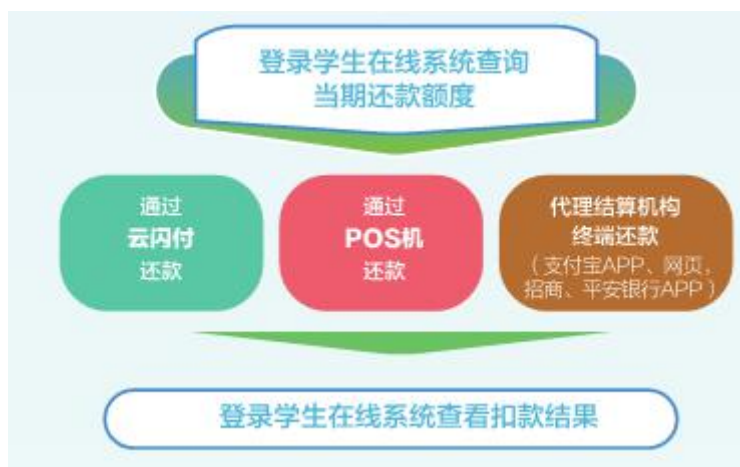 登录学生在线系统查询
当期还款额度
通过
云闪付
还款
通过
POS机
还款
代理结算机构
终端还款
（支付宝APP、网页，
招商、平安银行APP）
登录学生在线系统查看扣款结果